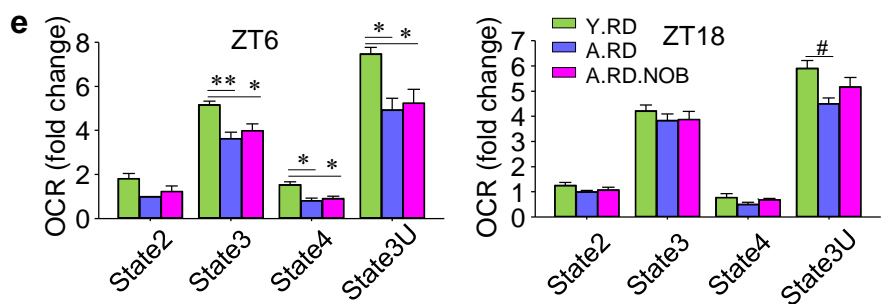 e
ZT6
OCR (fold change)
8
6
4
2
0
** *
* *
* *
State2
State3
State4
State3U
ZT18
Y.RD
A.RD
A.RD.NOB
OCR (fold change)
7
6
5
4
3
2
1
0
#
State2
State3
State4
State3U